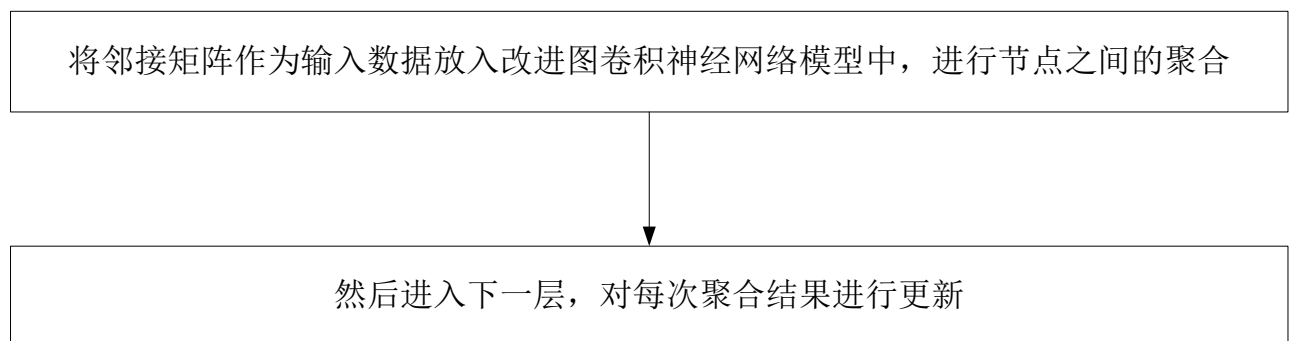 将邻接矩阵作为输入数据放入改进图卷积神经网络模型中，进行节点之间的聚合
然后进入下一层，对每次聚合结果进行更新